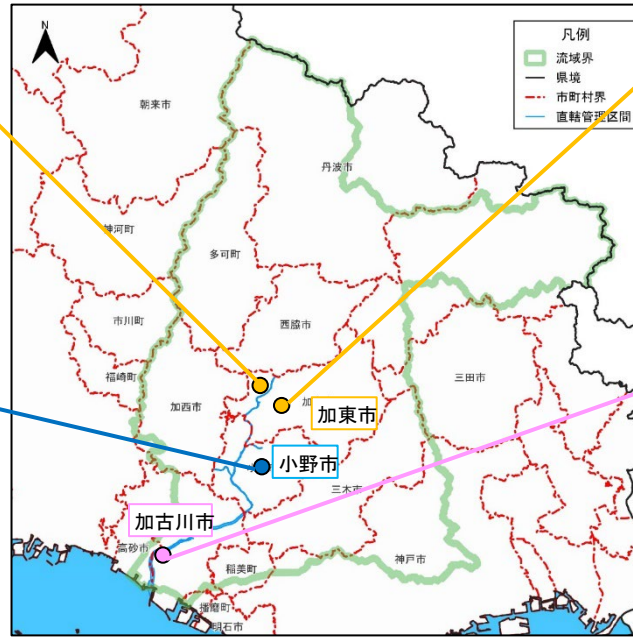 N
凡例
流域界
県境
市町村界
直轄管理区間
朝来市
丹波市
神河町
多可町
市川町
西脇市
福崎町
三田市
加西市
加
加東市
小野市
三木市
加古川市
高砂市
稲美町
神戸市
播磨町
明石市